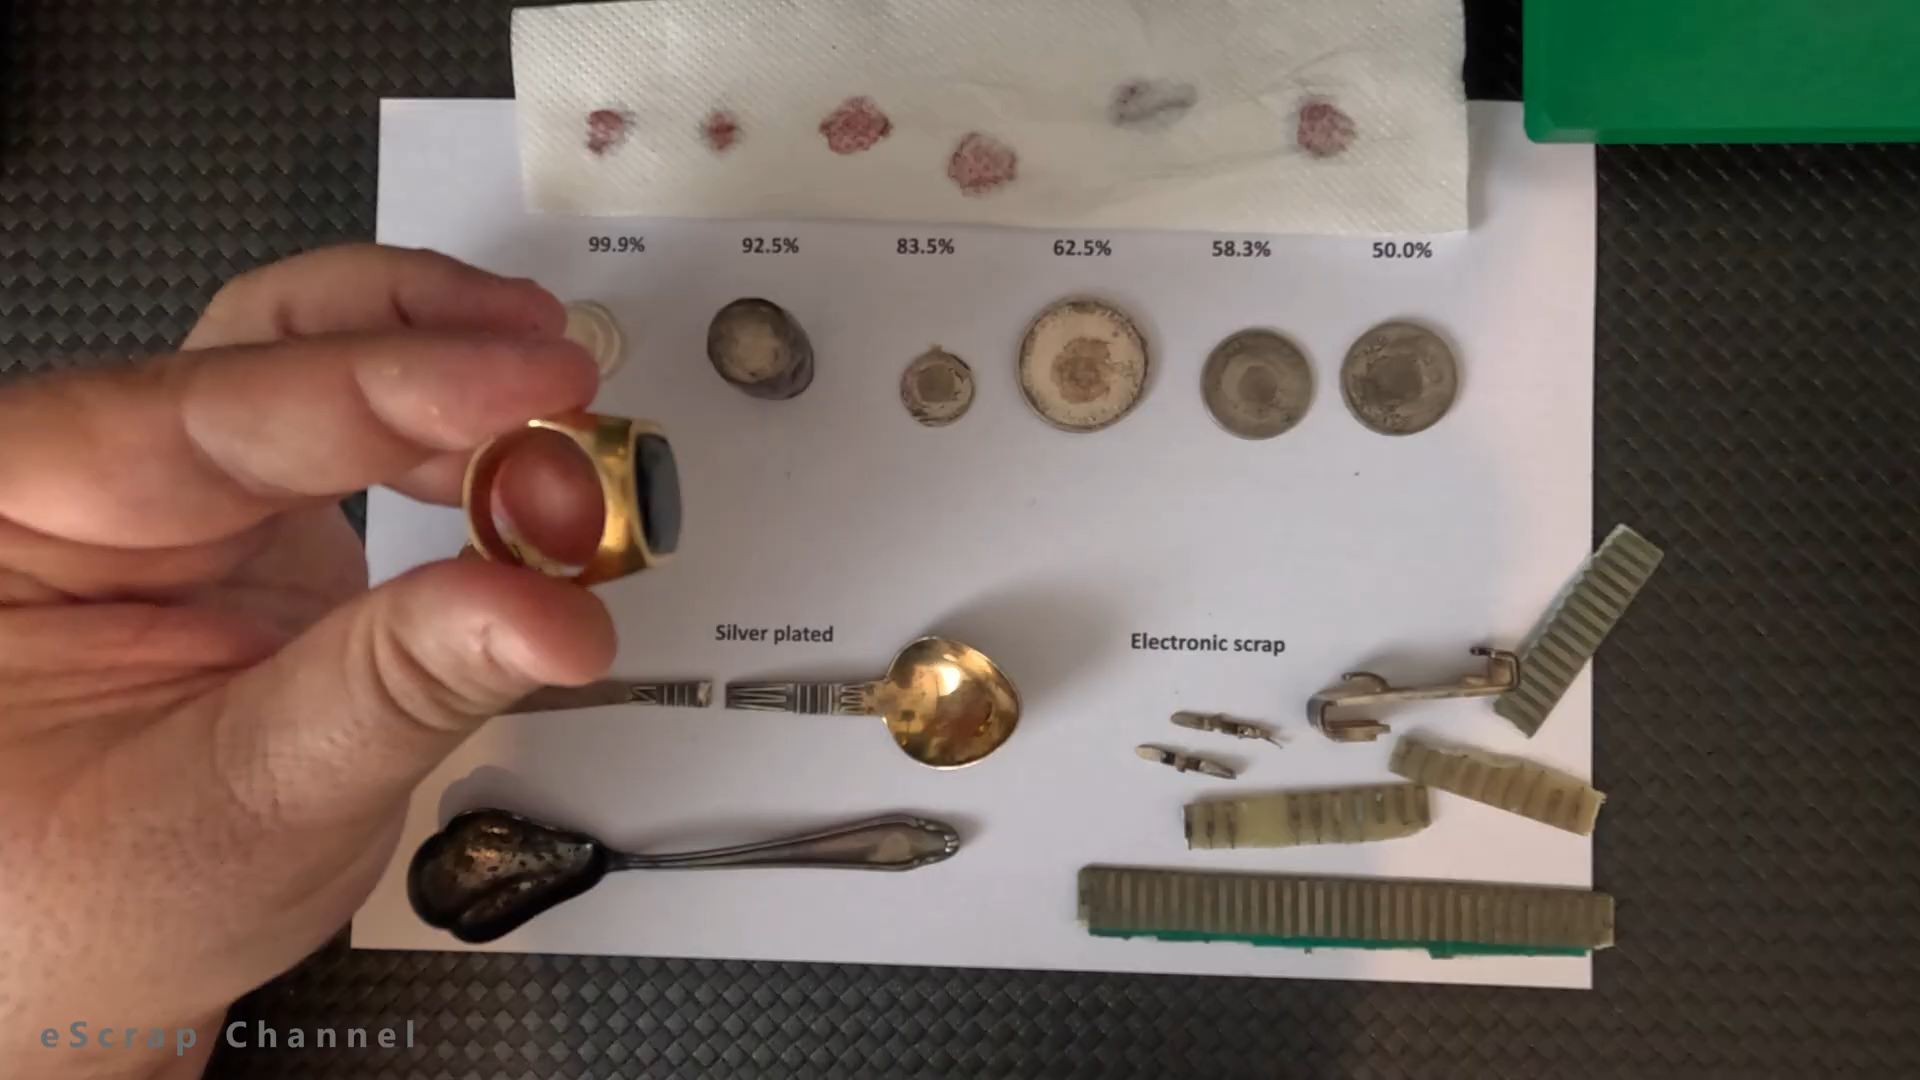 99.9% 92.5% 83.5% 62.5% 58.3% 50.0%
Silver plated
Electronic scrap
eScrap Channel